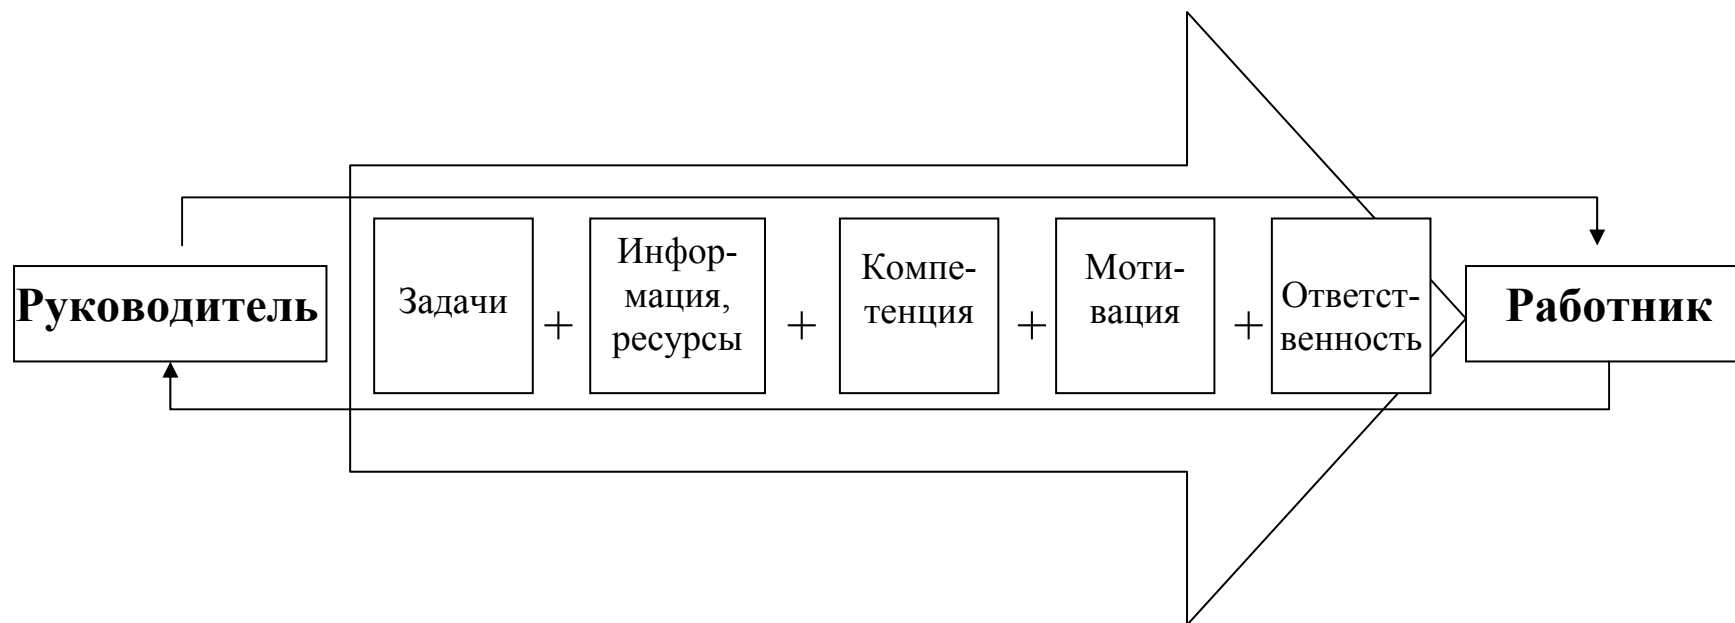 Руководитель
Задачи
+
Инфор-
мация,
ресурсы
+
Компе-
тенция
+
Моти-
вация
+
Ответст-
венность
Работник